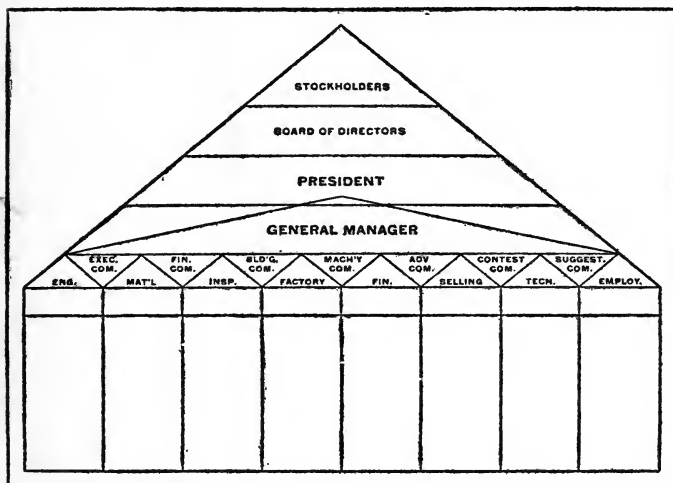 STOCKHOLDERS
BOARD OF DIRECTORS
PRESIDENT
GENERAL MANAGER
EXEC. COM.
FIN. COM.
BLD'G. COM.
MACH'Y COM.
ADV COM.
CONTEST COM.
SUGGEST. COM.
ENG.
MAT'L
INSP.
FACTORY
FIN.
SELLING
TECH.
EMPLOY.